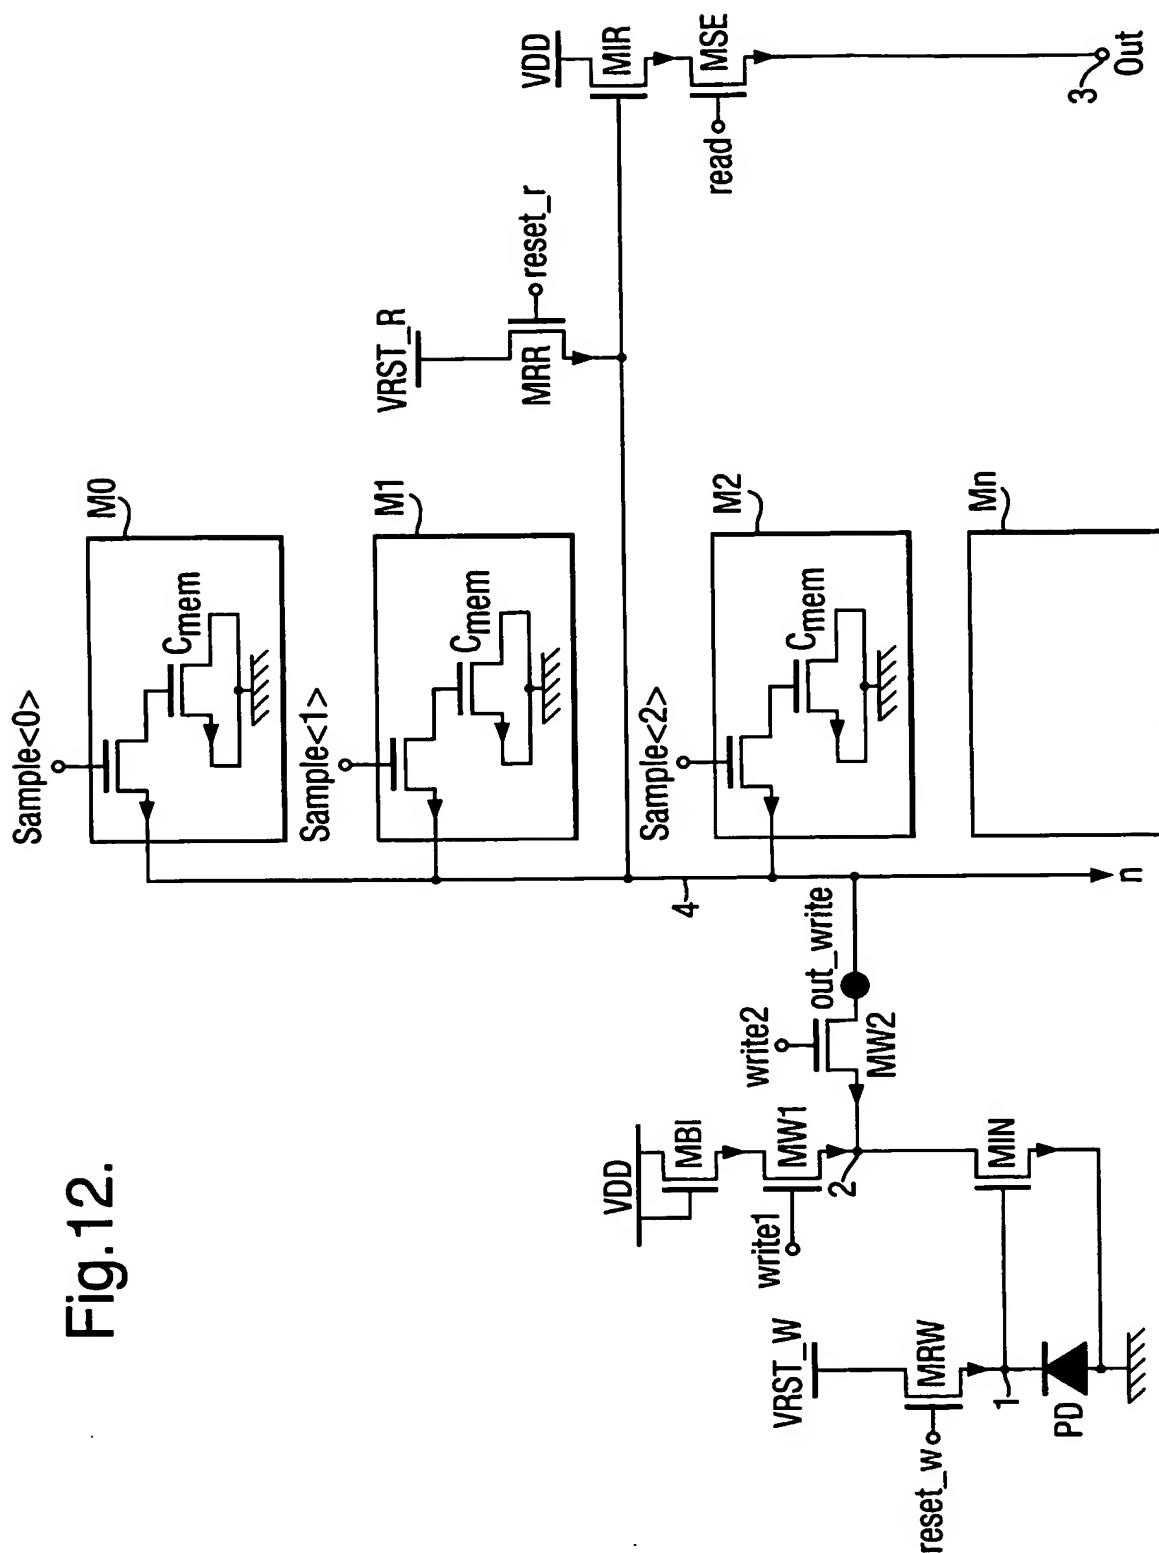 Fig.12.
Sample<0>
M0
Cmem
Sample<1>
M1
Cmem
Sample<2>
M2
Cmem
Mn
4
n
VRST_R
MRR
reset_r
VDD
MIR
MSE
read
3
Out
VDD
MBI
write1
MW1
2
MIN
write2
MW2
out_write
VRST_W
MRW
reset_w
1
PD